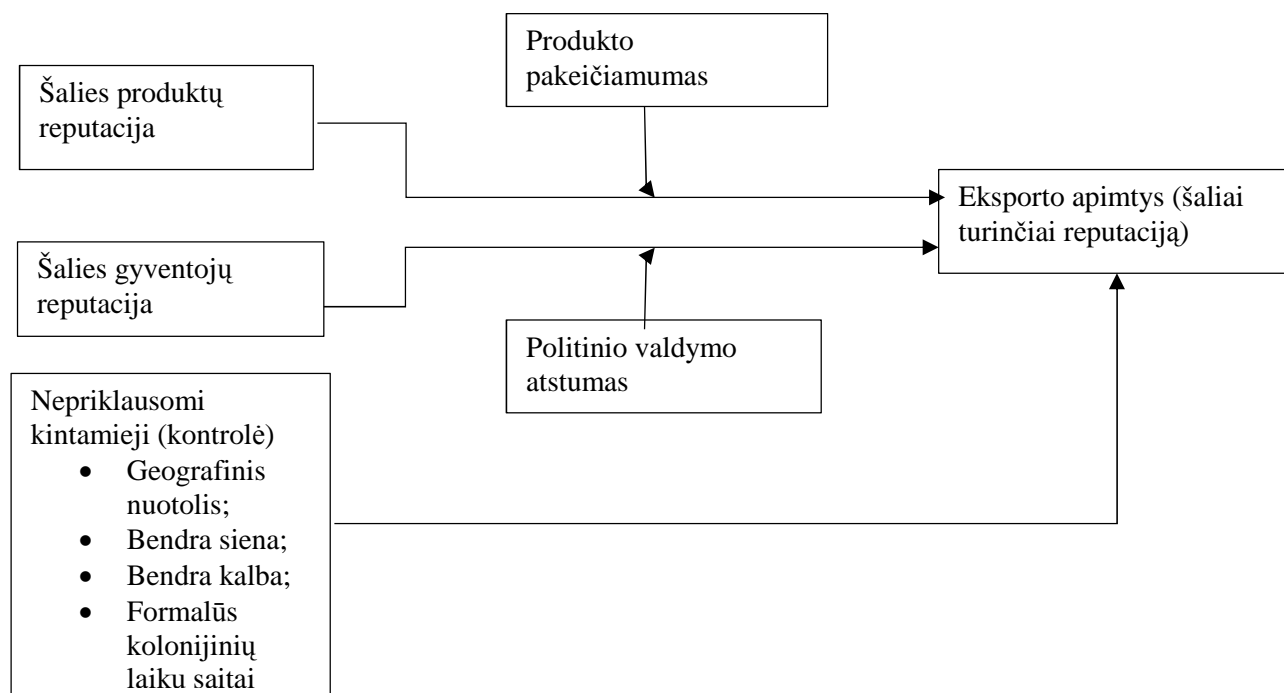 Produkto
pakeičiamumas
Šalies produktų
reputacija
Eksporto apimtys (šaliai
turinčiai reputaciją)
Šalies gyventojų
reputacija
Politinio valdymo
atstumas
Nepriklausomi
kintamieji (kontrolė)
• Geografinis
nuotolis;
• Bendra siena;
• Bendra kalba;
• Formalūs
kolonijinių
laiku saitai